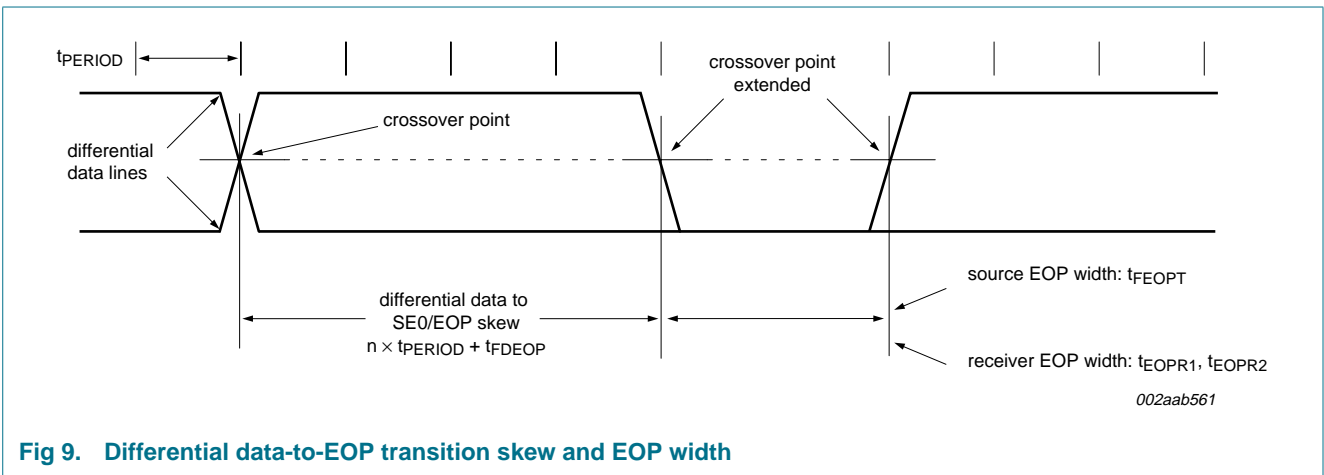 tPERIOD
crossover point
extended
crossover point
differential
data lines
differential data to
SE0/EOP skew
n × tPERIOD + tFDEOP
source EOP width: tFEOPT
receiver EOP width: tEOPR1, tEOPR2
002aab561
Fig 9. Differential data-to-EOP transition skew and EOP width